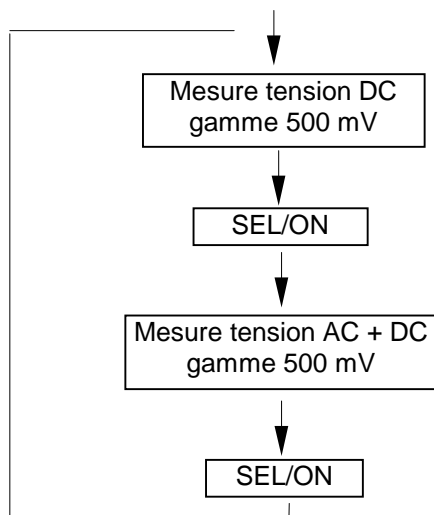 Mesure tension DC
gamme 500 mV
SEL/ON
Mesure tension AC + DC
gamme 500 mV
SEL/ON